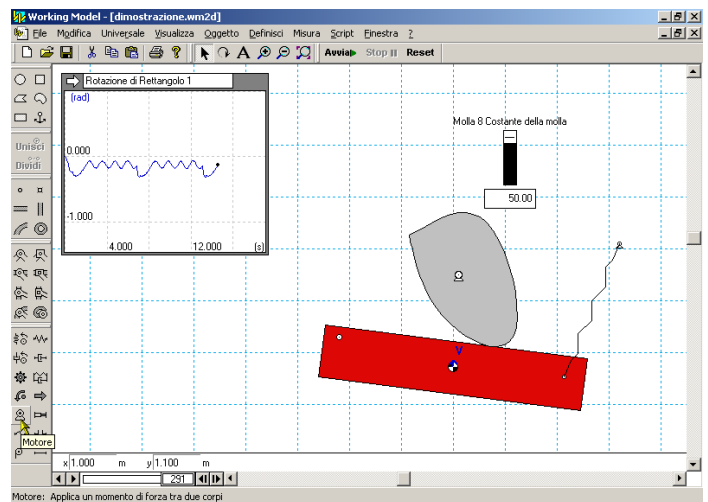 Working Model - [dimostrazione.wm2d]
File Modifica Universale Visualizza Oggetto Definisci Misura Script Finestra ?
Avvia Stop Reset
Rotazione di Rettangolo 1
(rad)
0.000
-1.000
4.000 12.000 (s)
Molla 8 Costante della molla
50.00
Unisci
Dividi
V
Motore
x 1.000 m y 1.100 m
291
Motore: Applica un momento di forza tra due corpi